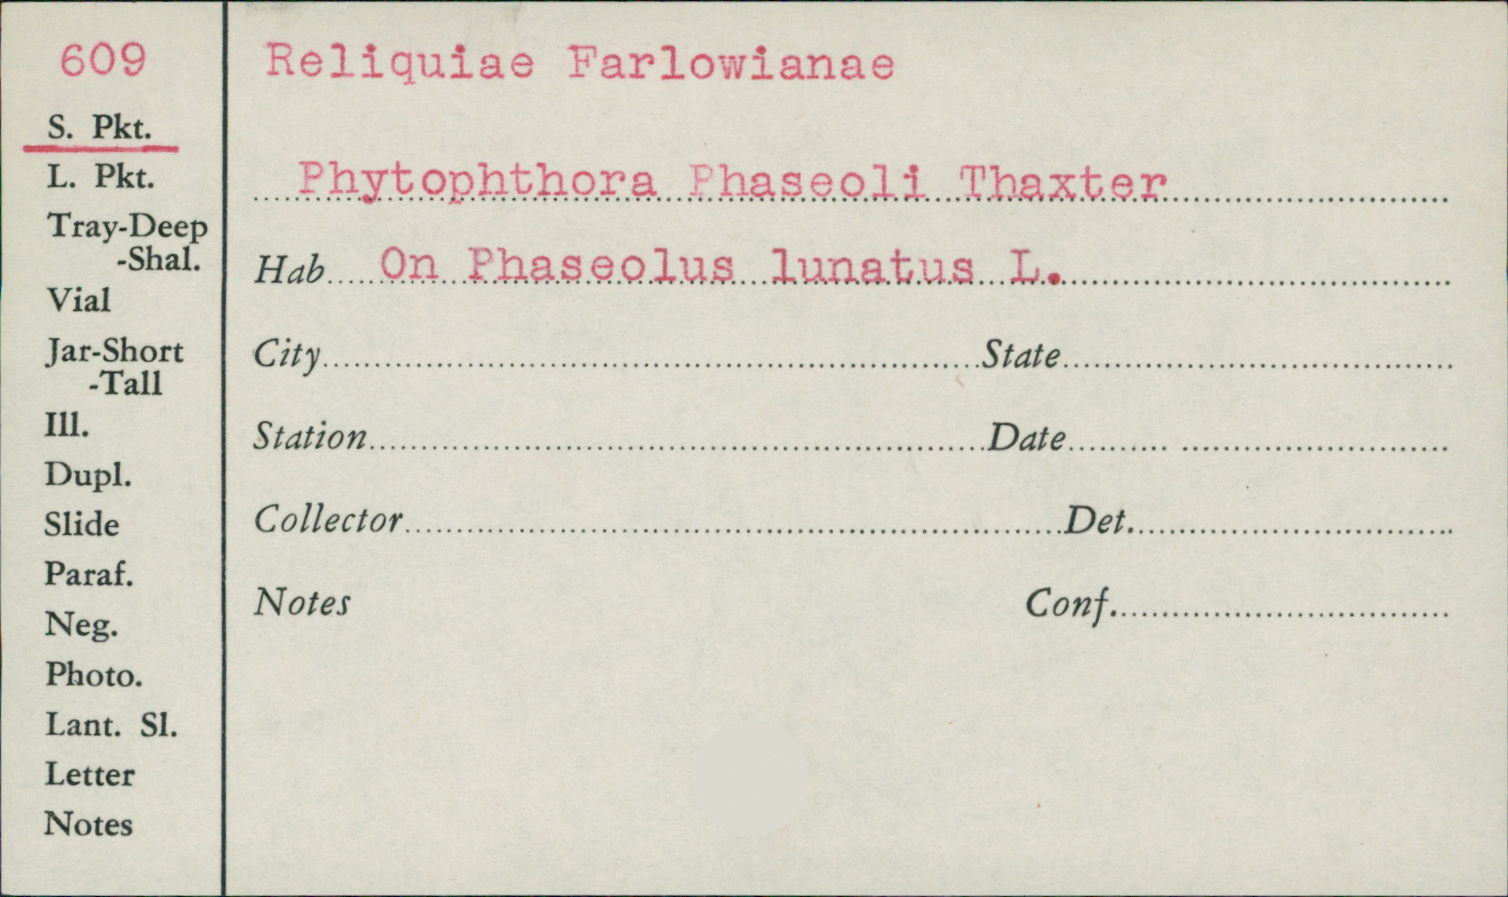 609
S. Pkt.
L. Pkt.
Tray-Deep
-Shal.
Vial
Jar-Short
-Tall
Ill.
Dupl.
Slide
Paraf.
Neg.
Photo.
Lant. Sl.
Letter
Notes
Reliquiae Farlowianae
Phytophthora Phaseoli Thaxter
Hab On Phaseolus lunatus L.
City State
Station Date
Collector Det.
Notes Conf.